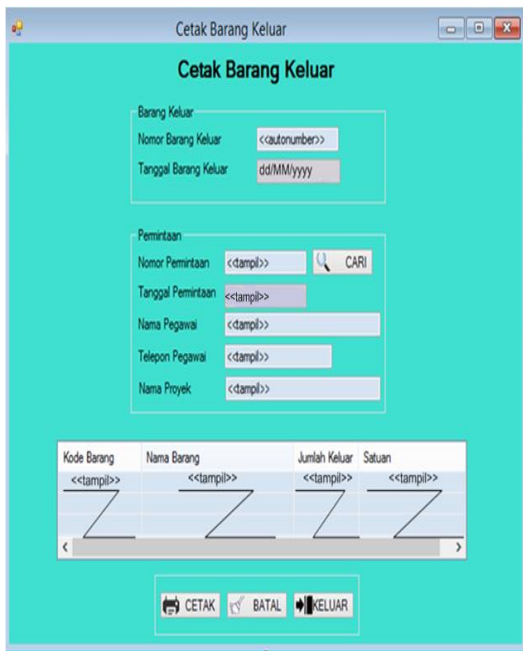 Cetak Barang Keluar
Cetak Barang Keluar
Barang Keluar
Nomor Barang Keluar <<autonumber>>
Tanggal Barang Keluar dd/MM/yyyy
Permintaan
Nomor Permintaan <<tampil>> CARI
Tanggal Permintaan <<tampil>>
Nama Pegawai <<tampil>>
Telepon Pegawai <<tampil>>
Nama Proyek <<tampil>>
Kode Barang Nama Barang Jumlah Keluar Satuan
<<tampil>> <<tampil>> <<tampil>> <<tampil>>
CETAK BATAL KELUAR